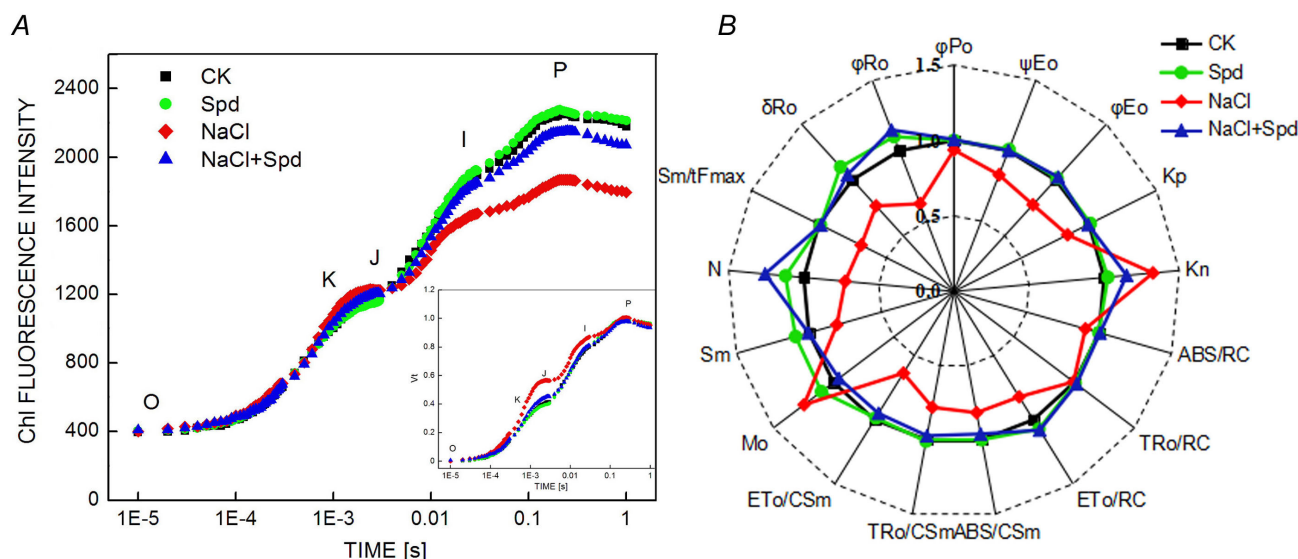 A
Chl FLUORESCENCE INTENSITY
2400
2000
1600
1200
800
400
0
1E-5
1E-4
1E-3
0.01
0.1
1
TIME [s]
CK
Spd
NaCl
NaCl+Spd
O
K
J
I
P
Vt
1.2
1.0
0.8
0.6
0.4
0.2
0.0
1E-5
1E-4
1E-3
0.01
0.1
1
TIME [s]
O
K
J
I
P
B
φPo
ψEo
φEo
Kp
Kn
ABS/RC
TRo/RC
ETo/RC
ABS/CSm
TRo/CSm
ETo/CSm
Mo
Sm
N
Sm/tFmax
δRo
φRo
1.5
1.0
0.5
0.0
CK
Spd
NaCl
NaCl+Spd